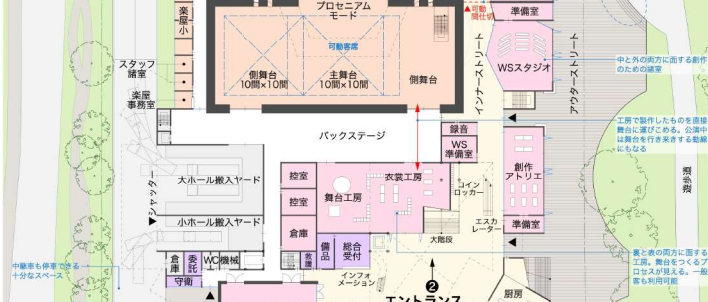 プロセニアム
モード
楽屋小
可動客席
側舞台
10間×10間
主舞台
10間×10間
側舞台
スタッフ
諸室
楽屋
事務室
▲可動
間仕切
準備室
WSスタジオ
インナーストリート
アウターストリート
中と外の両方に面する創作
のための諸室
バックステージ
録音
WS
準備室
工房で製作したものを直接
舞台に運びこめる。公演中
は舞台を行き来する動線
にもなる
創作
アトリエ
遊歩道
大ホール搬入ヤード
控室
控室
衣裳工房
舞台工房
コイン
ロッカー
シャッター
小ホール搬入ヤード
倉庫
エスカ
レーター
準備室
大階段
倉庫
委託
WC
機械
救護
備品
総合
受付
守衛
インフォ
メーション
中継車も停車できる
十分なスペース
裏と表の両方に面する
工房。舞台をつくるプ
ロセスが見える。一般
客も利用可能
❷
エントランス
厨房